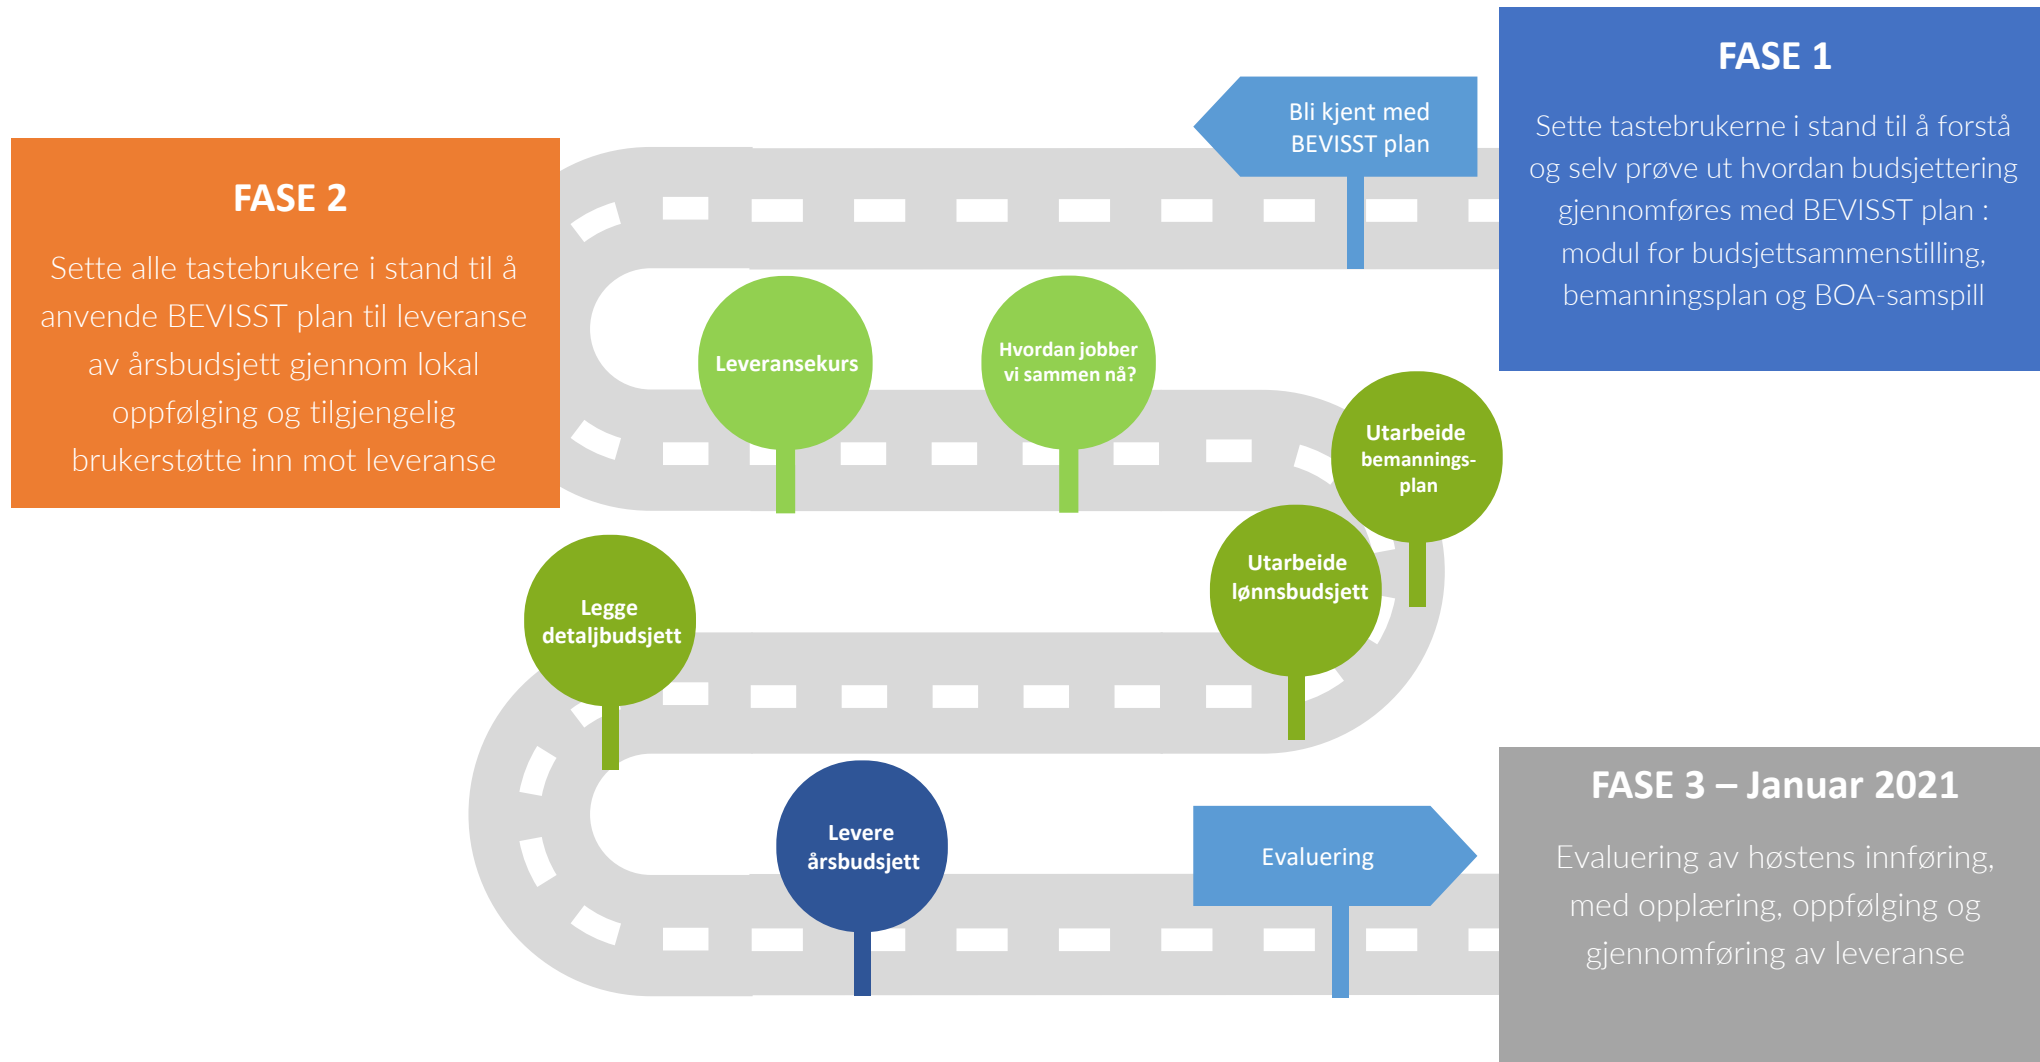 FASE 1
Sette tastebrukerne i stand til å forstå
og selv prøve ut hvordan budsjettering
gjennomføres med BEVISST plan :
modul for budsjettsammenstilling,
bemanningsplan og BOA-samspill
Bli kjent med
BEVISST plan
FASE 2
Sette alle tastebrukere i stand til å
anvende BEVISST plan til leveranse
av årsbudsjett gjennom lokal
oppfølging og tilgjengelig
brukerstøtte inn mot leveranse
Leveransekurs
Hvordan jobber
vi sammen nå?
Utarbeide
bemannings-
plan
Utarbeide
lønnsbudsjett
Legge
detaljbudsjett
Levere
årsbudsjett
Evaluering
FASE 3 – Januar 2021
Evaluering av høstens innføring,
med opplæring, oppfølging og
gjennomføring av leveranse